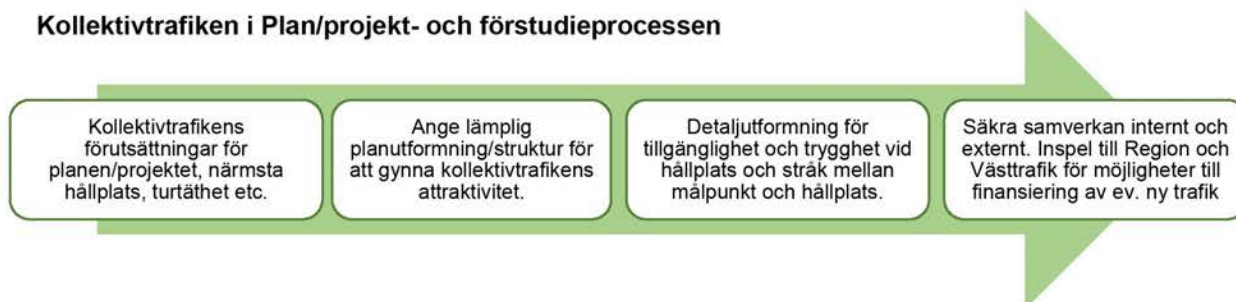 Kollektivtrafiken i Plan/projekt- och förstudieprocessen
Kollektivtrafikens
förutsättningar för
planen/projektet, närmsta
hållplats, turtäthet etc.
Ange lämplig
planutformning/struktur för
att gynna kollektivtrafikens
attraktivitet.
Detaljutformning för
tillgänglighet och trygghet vid
hållplats och stråk mellan
målpunkt och hållplats.
Säkra samverkan internt och
externt. Inspel till Region och
Västtrafik för möjligheter till
finansiering av ev. ny trafik